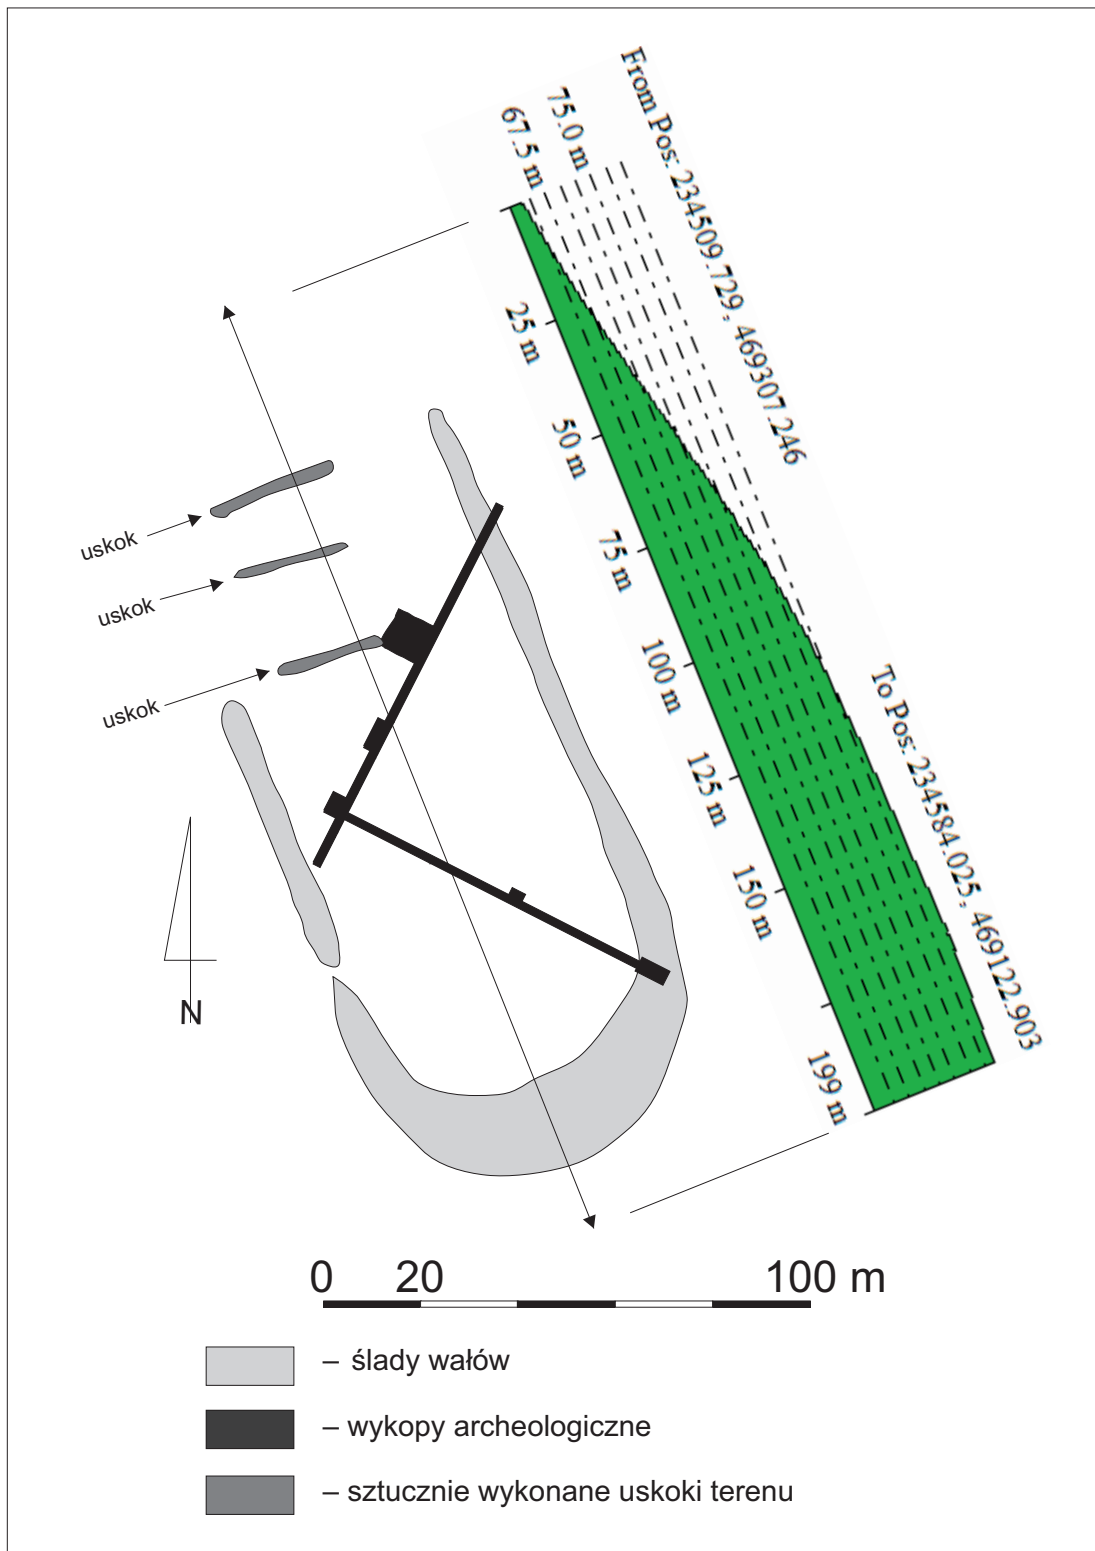 From Pos: 234509.729, 469307.246
75.0 m
67.5 m
25 m
50 m
75 m
100 m
125 m
150 m
199 m
To Pos: 234584.025, 469122.903
uskok
uskok
uskok
N
0 20 100 m
– ślady wałów
– wykopy archeologiczne
– sztucznie wykonane uskoki terenu